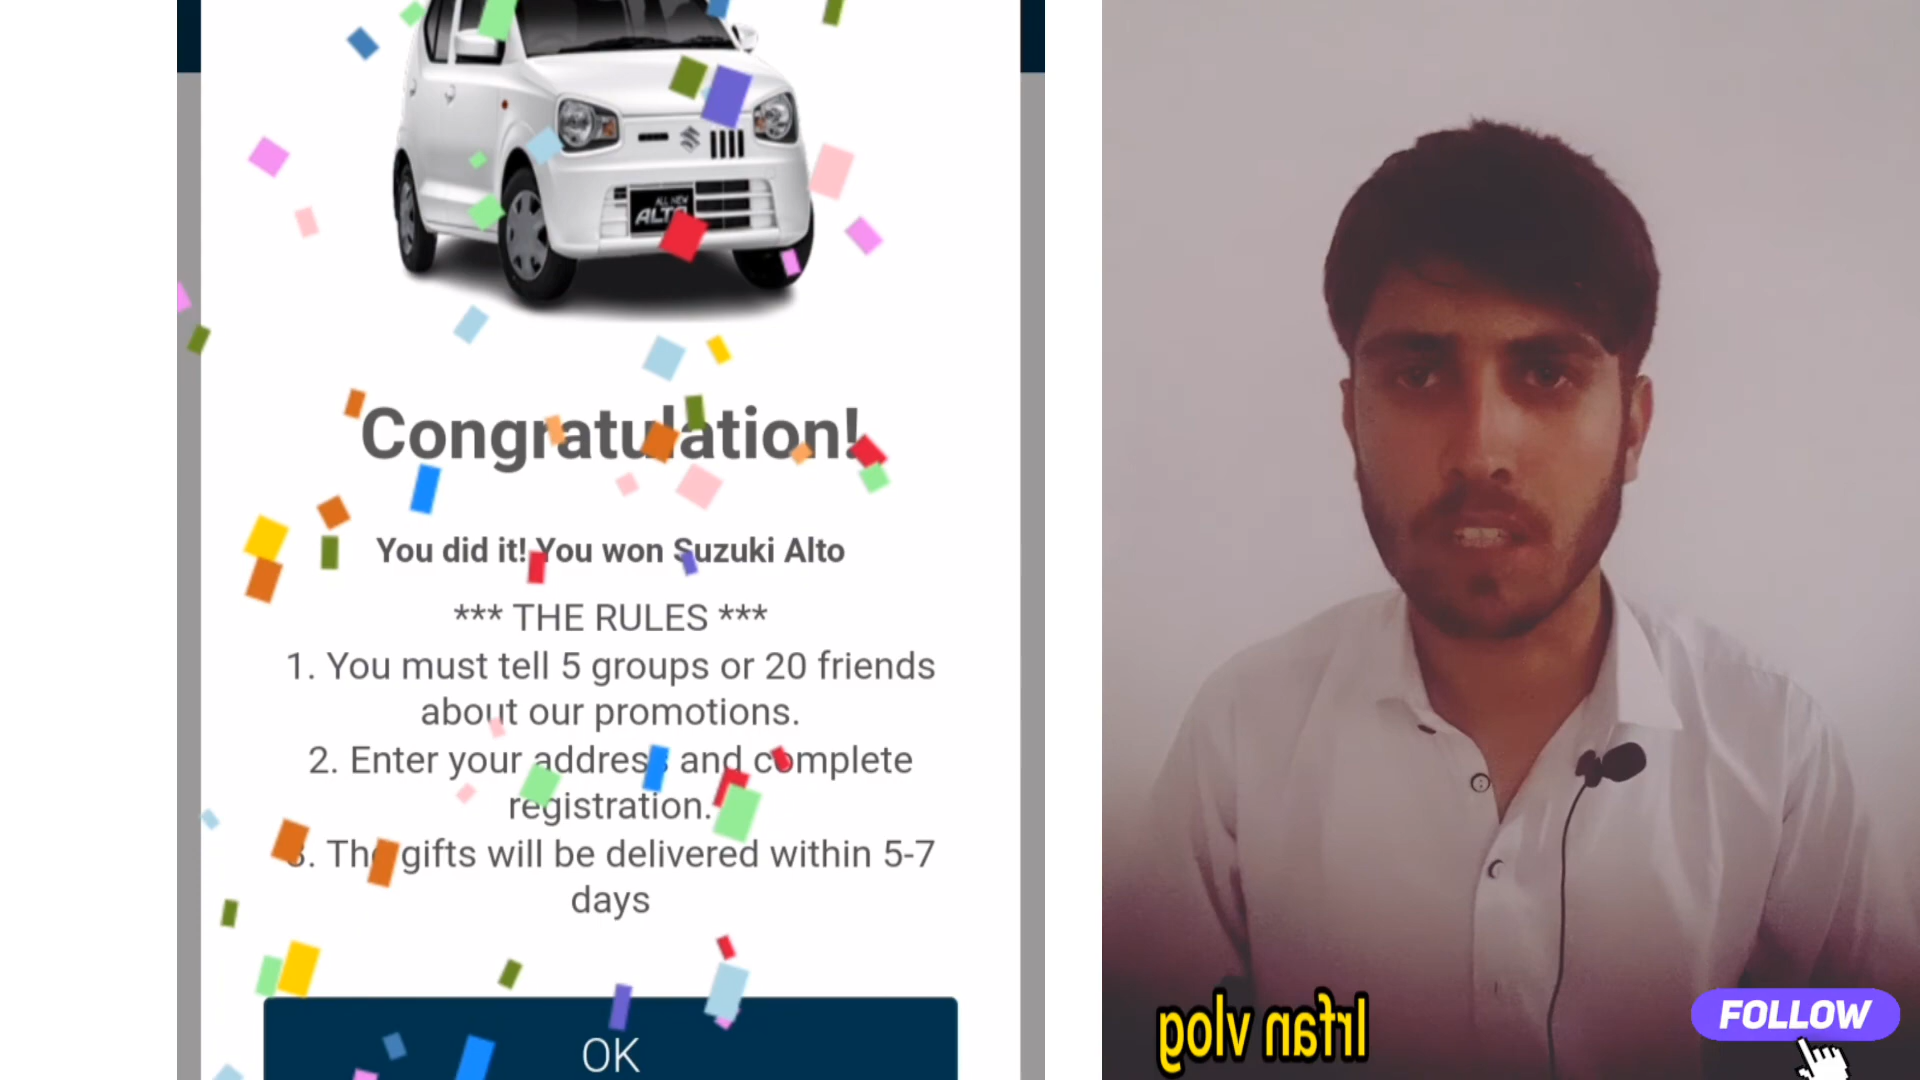 ALL NEW
ALTO
Congratulation!
You did it! You won Suzuki Alto
*** THE RULES ***
1. You must tell 5 groups or 20 friends
about our promotions.
2. Enter your address and complete
registration.
3. The gifts will be delivered within 5-7
days
OK
Irfan vlog
FOLLOW